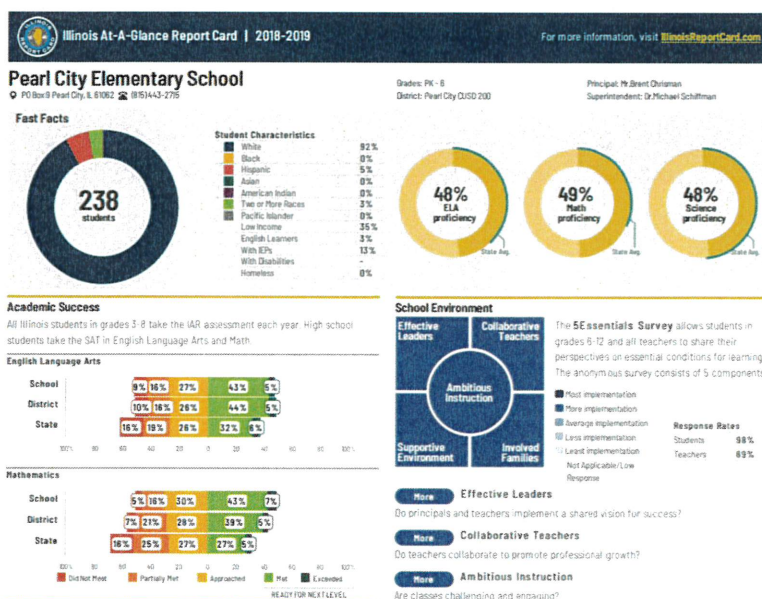 ILLINOIS
REPORT CARD
Illinois At-A-Glance Report Card | 2018-2019
For more information, visit IllinoisReportCard.com
Pearl City Elementary School
PO Box 9 Pearl City, IL 61062 (815)443-2715
Grades: PK - 6
District: Pearl City CUSD 200
Principal: Mr.Brent Chrisman
Superintendent: Dr.Michael Schiffman
Fast Facts
238
students
Student Characteristics
White 92%
Black 0%
Hispanic 5%
Asian 0%
American Indian 0%
Two or More Races 3%
Pacific Islander 0%
Low Income 35%
English Learners 3%
With IEPs 13%
With Disabilities -
Homeless 0%
48%
ELA
proficiency
State Avg.
49%
Math
proficiency
State Avg.
48%
Science
proficiency
State Avg.
Academic Success
All Illinois students in grades 3-8 take the IAR assessment each year. High school
students take the SAT in English Language Arts and Math.
English Language Arts
School 9% 16% 27% 43% 5%
District 10% 16% 26% 44% 5%
State 16% 19% 26% 32% 6%
100% 80 60 40 20 0 20 40 60 80 100%
Mathematics
School 5% 16% 30% 43% 7%
District 7% 21% 28% 39% 5%
State 16% 25% 27% 27% 5%
100% 80 60 40 20 0 20 40 60 80 100%
Did Not Meet Partially Met Approached Met Exceeded
READY FOR NEXT LEVEL
School Environment
Effective
Leaders
Collaborative
Teachers
Ambitious
Instruction
Supportive
Environment
Involved
Families
The 5Essentials Survey allows students in
grades 6-12 and all teachers to share their
perspectives on essential conditions for learning.
The anonymous survey consists of 5 components
Most implementation
More implementation
Average implementation
Less implementation
Least implementation
Not Applicable/Low
Response
Response Rates
Students 98%
Teachers 69%
More Effective Leaders
Do principals and teachers implement a shared vision for success?
More Collaborative Teachers
Do teachers collaborate to promote professional growth?
More Ambitious Instruction
Are classes challenging and engaging?